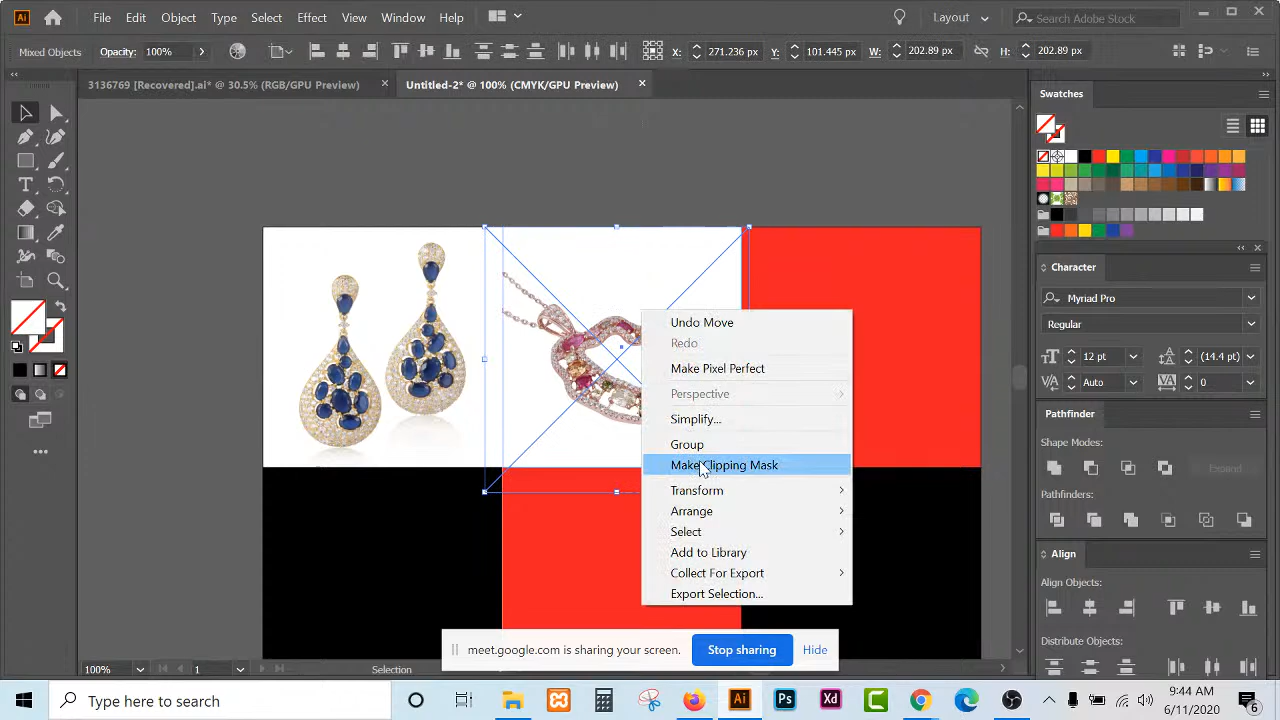 Ai File Edit Object Type Select Effect View Window Help Layout Search Adobe Stock
Mixed Objects Opacity: 100% X: 271.236 px Y: 101.445 px W: 202.89 px H: 202.89 px
3136769 [Recovered].ai* @ 30.5% (RGB/GPU Preview) Untitled-2* @ 100% (CMYK/GPU Preview)
Swatches
Character
Myriad Pro
Regular
12 pt (14.4 pt)
Auto 0
Pathfinder
Shape Modes:
Expand
Pathfinders:
Align
Align Objects:
Distribute Objects:
Undo Move
Redo
Make Pixel Perfect
Perspective
Simplify...
Group
Make Clipping Mask
Transform
Arrange
Select
Add to Library
Collect For Export
Export Selection...
meet.google.com is sharing your screen. Stop sharing Hide
100% 1 Selection
Type here to search Ai Ps Xd 9:44 AM
6/11/2020 6